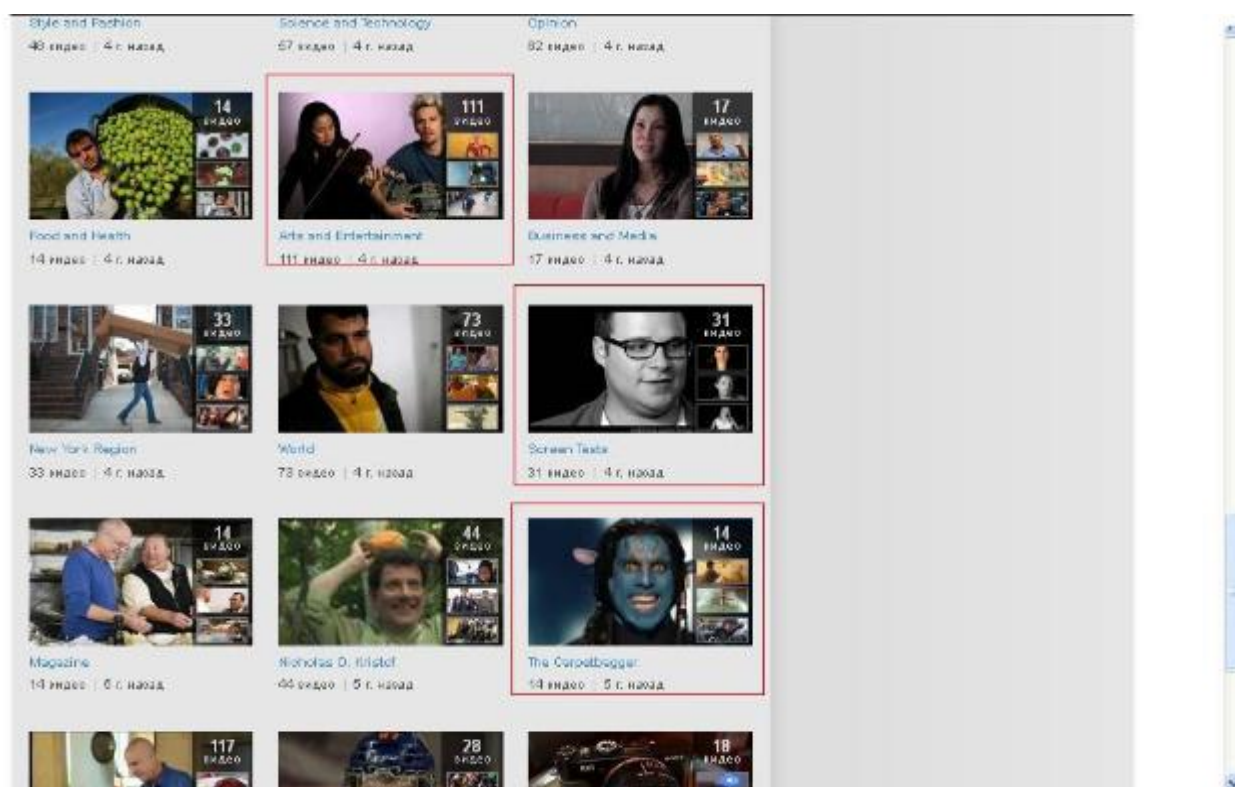 Style and Fashion
Science and Technology
Opinion
48 видео | 4 г. назад
67 видео | 4 г. назад
82 видео | 4 г. назад
14 видео
111 видео
17 видео
Food and Health
Arts and Entertainment
Business and Media
14 видео | 4 г. назад
111 видео | 4 г. назад
17 видео | 4 г. назад
33 видео
73 видео
31 видео
New York Region
World
Screen Tests
33 видео | 4 г. назад
73 видео | 4 г. назад
31 видео | 4 г. назад
14 видео
44 видео
14 видео
Magazine
Nicholas D. Kristof
The Carpetbagger
14 видео | 6 г. назад
44 видео | 5 г. назад
14 видео | 5 г. назад
117 видео
28 видео
18 видео